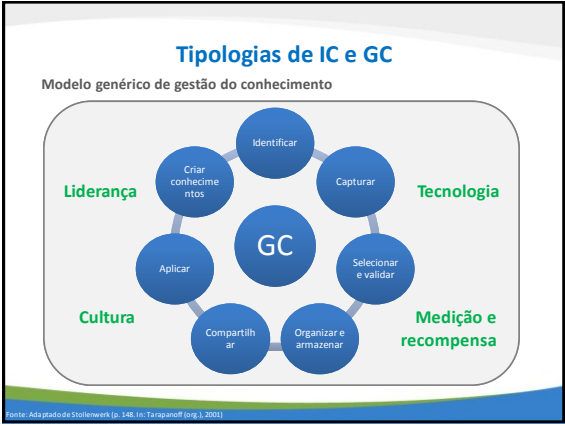 Tipologias de IC e GC
Modelo genérico de gestão do conhecimento
Identificar
Criar
conhecime
ntos
Capturar
Liderança
Tecnologia
GC
Aplicar
Selecionar
e validar
Cultura
Compartilh
ar
Organizar e
armazenar
Medição e
recompensa
Fonte: Adaptado de Stollenwerk (p. 148. In: Tarapanoff (org.), 2001)